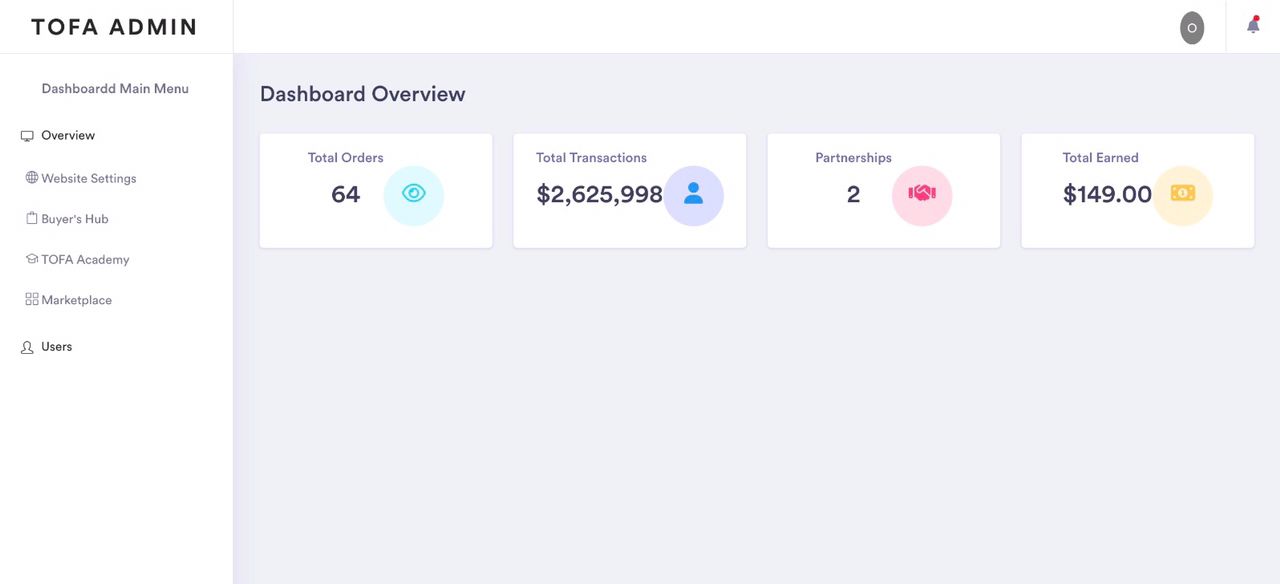 TOFA ADMIN
O
Dashboardd Main Menu
Overview
Website Settings
Buyer's Hub
TOFA Academy
Marketplace
Users
Dashboard Overview
Total Orders
64
Total Transactions
$2,625,998
Partnerships
2
Total Earned
$149.00